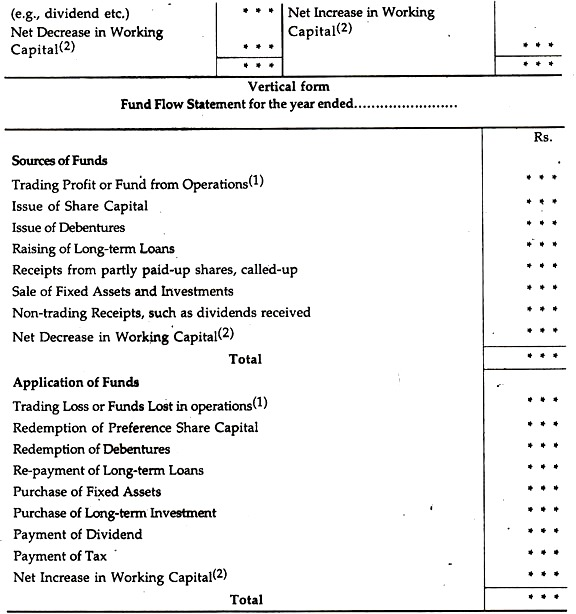 (e.g., dividend etc.) * * * Net Increase in Working
Net Decrease in Working Capital(2)
Capital(2) * * * * * *
* * * * * *
Vertical form
Fund Flow Statement for the year ended........................
Rs.
Sources of Funds
Trading Profit or Fund from Operations(1) * * *
Issue of Share Capital * * *
Issue of Debentures * * *
Raising of Long-term Loans * * *
Receipts from partly paid-up shares, called-up * * *
Sale of Fixed Assets and Investments * * *
Non-trading Receipts, such as dividends received * * *
Net Decrease in Working Capital(2) * * *
Total * * *
Application of Funds
Trading Loss or Funds Lost in operations(1) * * *
Redemption of Preference Share Capital * * *
Redemption of Debentures * * *
Re-payment of Long-term Loans * * *
Purchase of Fixed Assets * * *
Purchase of Long-term Investment * * *
Payment of Dividend * * *
Payment of Tax * * *
Net Increase in Working Capital(2) * * *
Total * * *